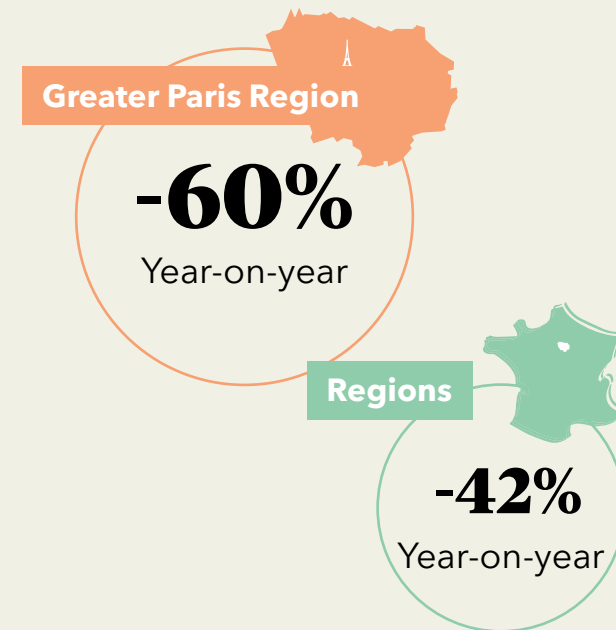 Greater Paris Region
-60%
Year-on-year
Regions
-42%
Year-on-year